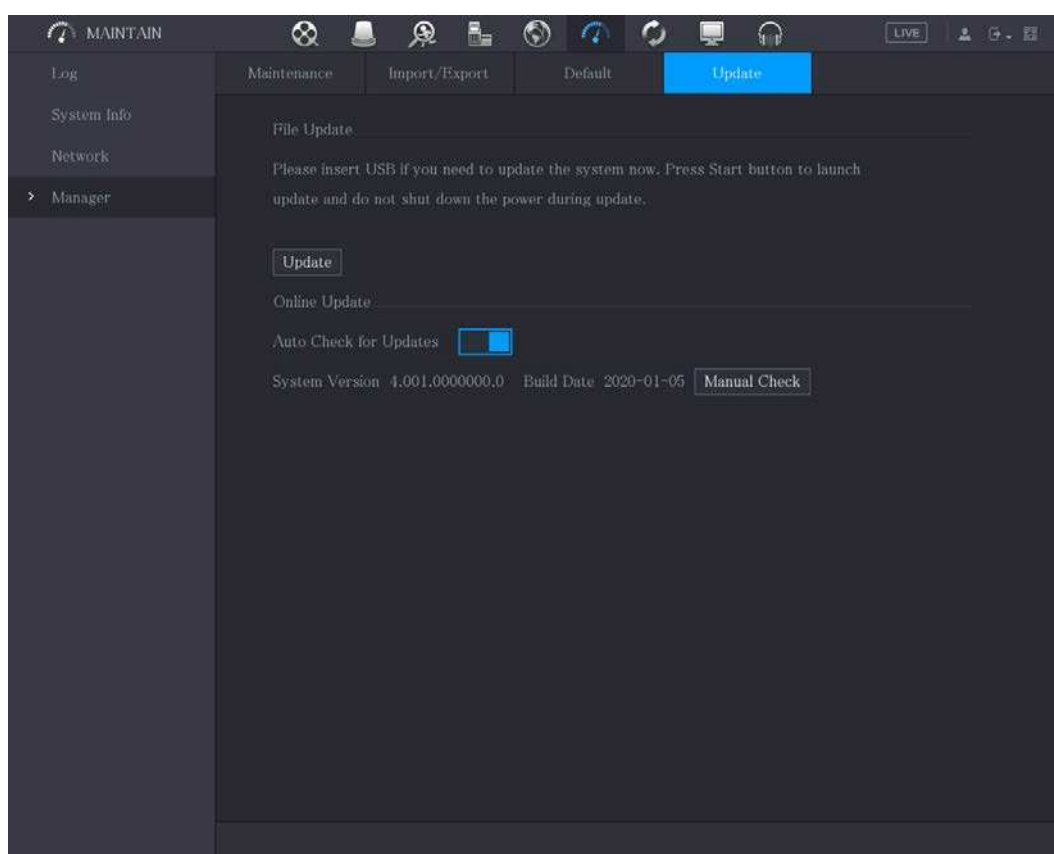 MAINTAIN
LIVE
Log
System Info
Network
Manager
Maintenance Import/Export Default Update
File Update
Please insert USB if you need to update the system now. Press Start button to launch
update and do not shut down the power during update.
Update
Online Update
Auto Check for Updates
System Version 4.001.0000000.0 Build Date 2020-01-05 Manual Check